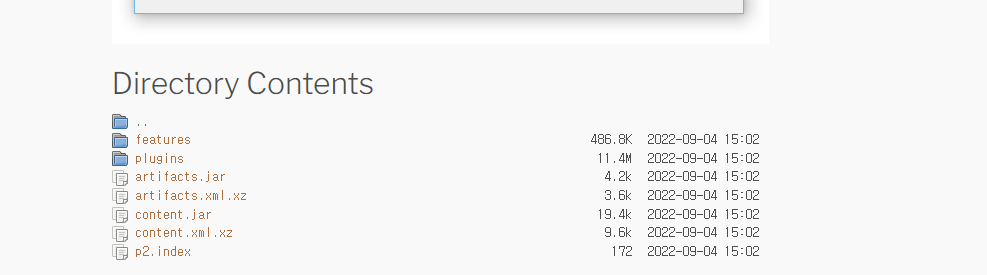 Directory Contents
..
features 486.8K 2022-09-04 15:02
plugins 11.4M 2022-09-04 15:02
artifacts.jar 4.2k 2022-09-04 15:02
artifacts.xml.xz 3.6k 2022-09-04 15:02
content.jar 19.4k 2022-09-04 15:02
content.xml.xz 9.6k 2022-09-04 15:02
p2.index 172 2022-09-04 15:02